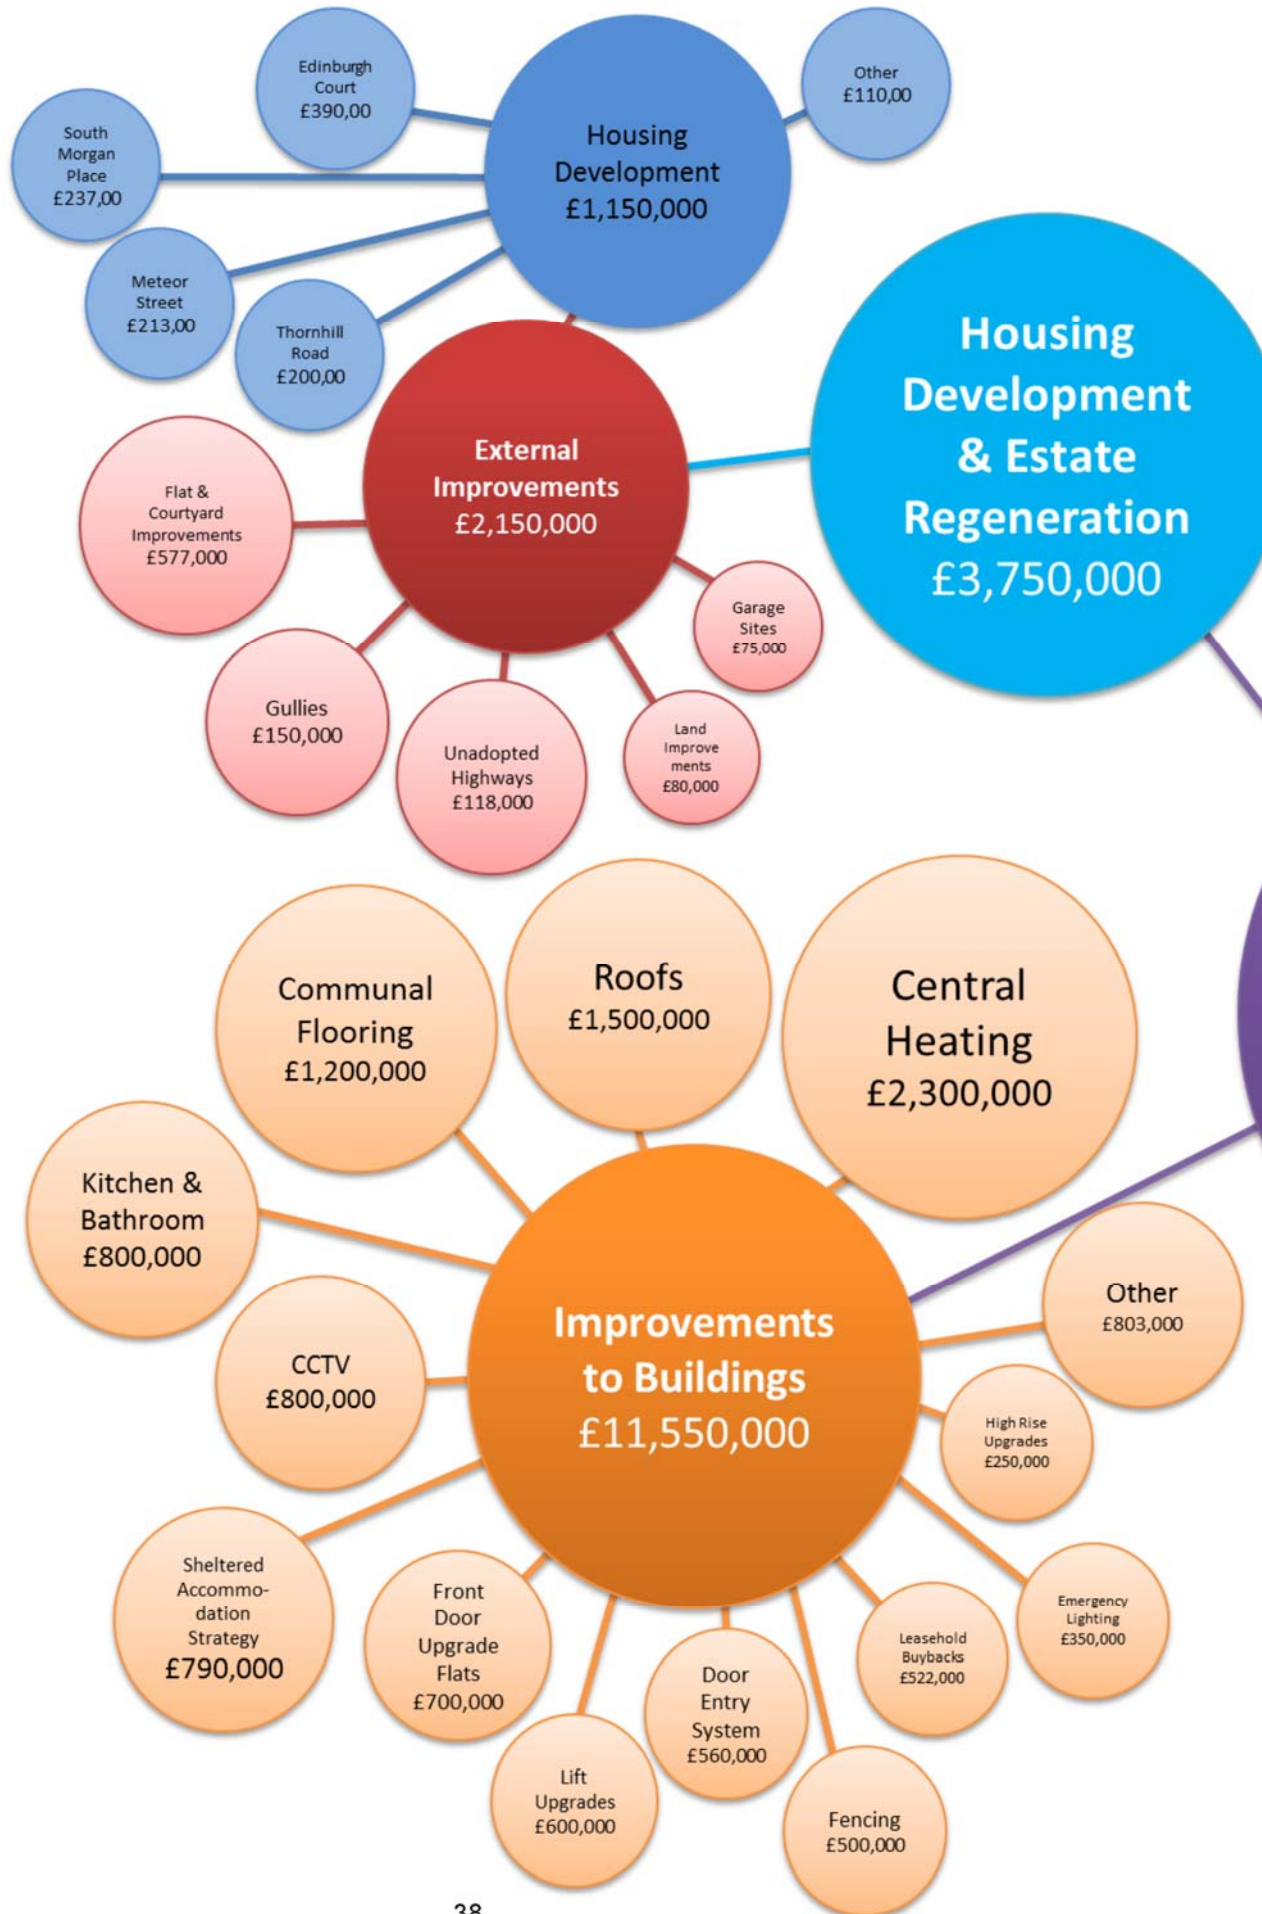 Edinburgh
Court
£390,00
Other
£110,00
South
Morgan
Place
£237,00
Housing
Development
£1,150,000
Meteor
Street
£213,00
Thornhill
Road
£200,00
Housing
Development
& Estate
Regeneration
£3,750,000
External
Improvements
£2,150,000
Flat &
Courtyard
Improvements
£577,000
Garage
Sites
£75,000
Gullies
£150,000
Unadopted
Highways
£118,000
Land
Improve
ments
£80,000
Communal
Flooring
£1,200,000
Roofs
£1,500,000
Central
Heating
£2,300,000
Kitchen &
Bathroom
£800,000
CCTV
£800,000
Improvements
to Buildings
£11,550,000
Other
£803,000
High Rise
Upgrades
£250,000
Sheltered
Accommo-
dation
Strategy
£790,000
Front
Door
Upgrade
Flats
£700,000
Lift
Upgrades
£600,000
Door
Entry
System
£560,000
Fencing
£500,000
Leasehold
Buybacks
£522,000
Emergency
Lighting
£350,000
38